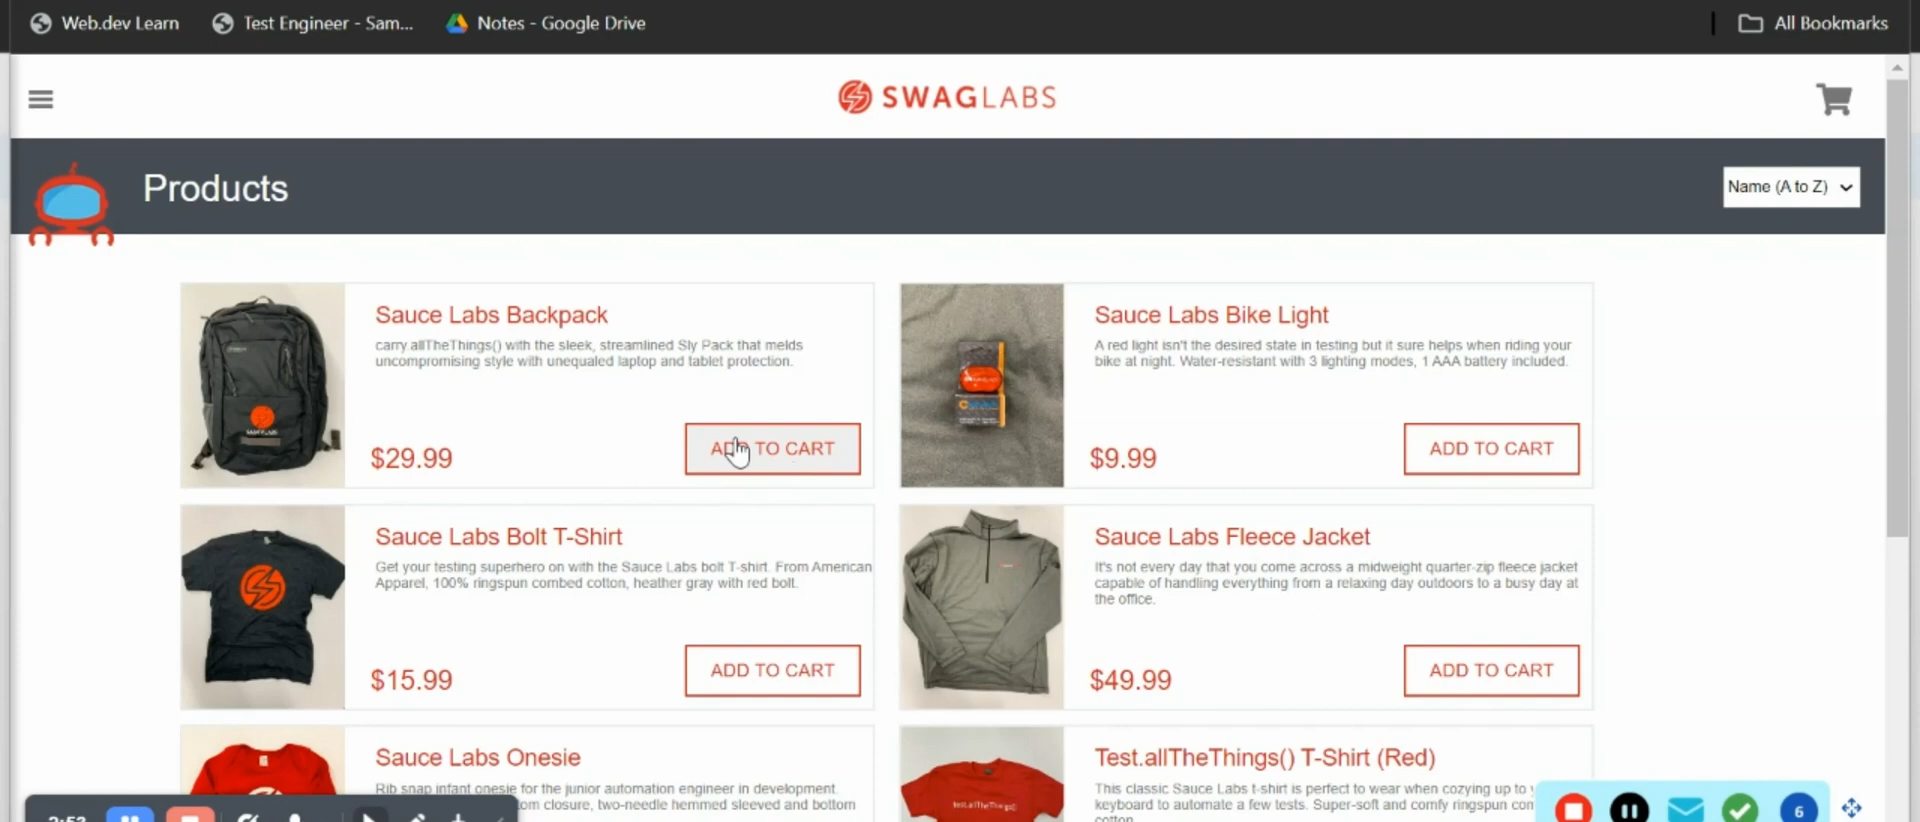 Web.dev Learn
Test Engineer - Sam...
Notes - Google Drive
All Bookmarks
SWAGLABS
Products
Name (A to Z)
Sauce Labs Backpack
carry.allTheThings() with the sleek, streamlined Sly Pack that melds
uncompromising style with unequaled laptop and tablet protection.
$29.99
ADD TO CART
Sauce Labs Bike Light
A red light isn't the desired state in testing but it sure helps when riding your
bike at night. Water-resistant with 3 lighting modes, 1 AAA battery included.
$9.99
ADD TO CART
Sauce Labs Bolt T-Shirt
Get your testing superhero on with the Sauce Labs bolt T-shirt. From American
Apparel, 100% ringspun combed cotton, heather gray with red bolt.
$15.99
ADD TO CART
Sauce Labs Fleece Jacket
It's not every day that you come across a midweight quarter-zip fleece jacket
capable of handling everything from a relaxing day outdoors to a busy day at
the office.
$49.99
ADD TO CART
Sauce Labs Onesie
Rib snap infant onesie for the junior automation engineer in development.
closure, two-needle hemmed sleeved and bottom
Test.allTheThings() T-Shirt (Red)
This classic Sauce Labs t-shirt is perfect to wear when cozying up to
keyboard to automate a few tests. Super-soft and comfy ringspun
cotton.
2:53
6